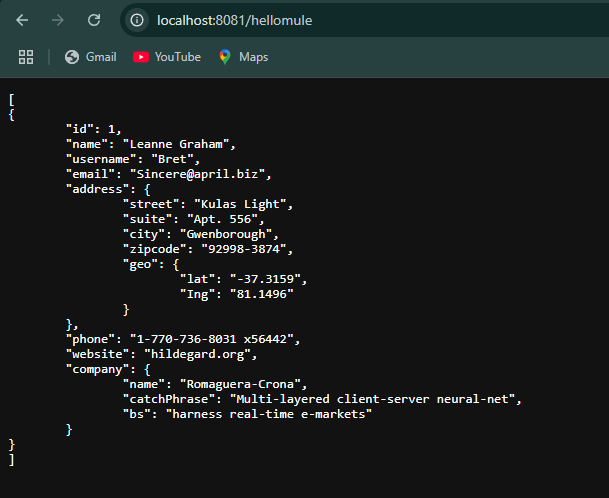 localhost:8081/hellomule
Gmail YouTube Maps
[
{
"id": 1,
"name": "Leanne Graham",
"username": "Bret",
"email": "Sincere@april.biz",
"address": {
"street": "Kulas Light",
"suite": "Apt. 556",
"city": "Gwenborough",
"zipcode": "92998-3874",
"geo": {
"lat": "-37.3159",
"Ing": "81.1496"
}
},
"phone": "1-770-736-8031 x56442",
"website": "hildegard.org",
"company": {
"name": "Romaguera-Crona",
"catchPhrase": "Multi-layered client-server neural-net",
"bs": "harness real-time e-markets"
}
}
]